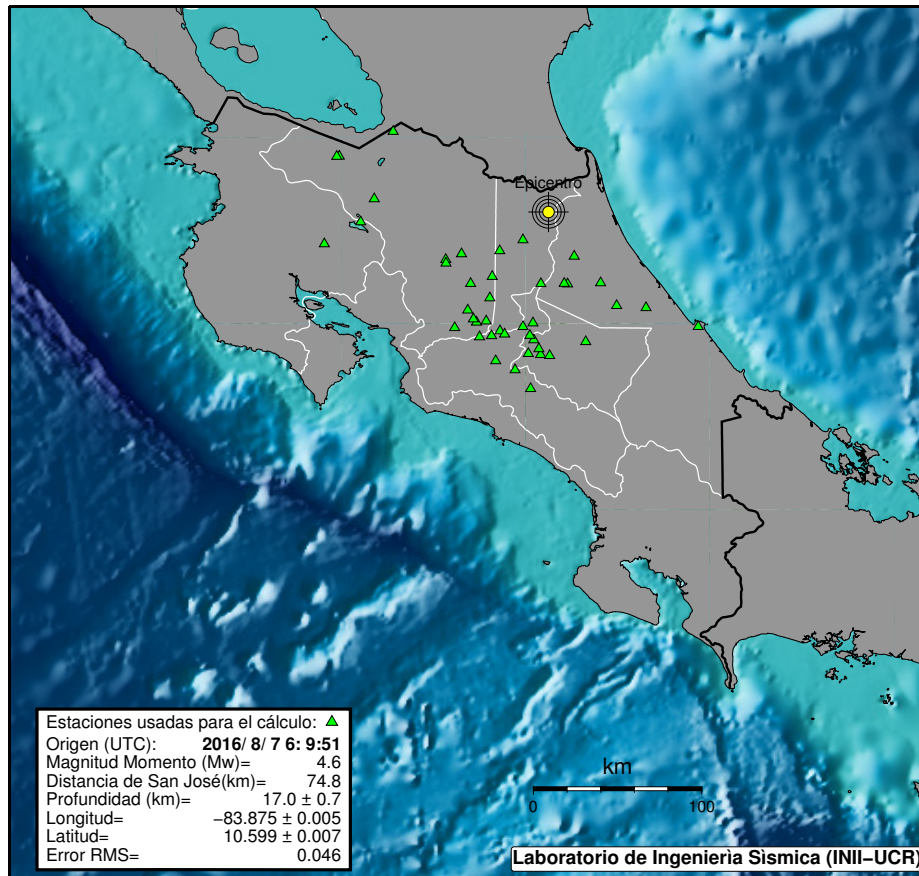 Epicentro
Estaciones usadas para el cálculo:
Origen (UTC): 2016/ 8/ 7 6: 9:51
Magnitud Momento (Mw)= 4.6
Distancia de San José(km)= 74.8
Profundidad (km)= 17.0 ± 0.7
Longitud= −83.875 ± 0.005
Latitud= 10.599 ± 0.007
Error RMS= 0.046
km
0 100
Laboratorio de Ingenierìa Sìsmica (INII−UCR)